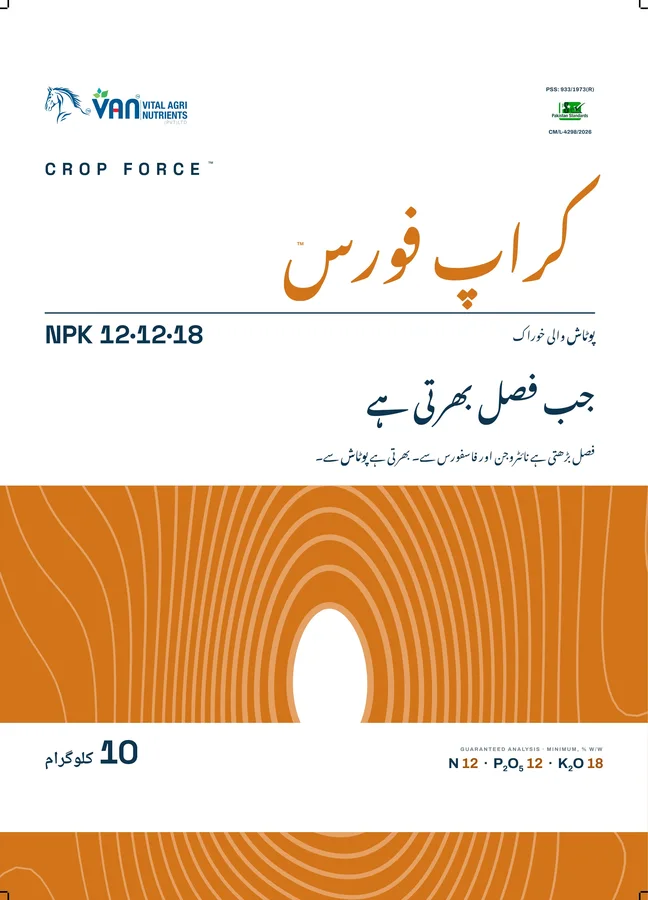 VAN VITAL AGRI
NUTRIENTS
PSS: 933/1973(R)
Pakistan Standards
CM/L-4298/2026
CROP FORCE™
کراپ فورس™
NPK 12•12•18
پوٹاش والی خوراک
جب فصل بھرتی ہے
فصل بڑھتی ہے نائٹروجن اور فاسفورس سے۔ بھرتی ہے پوٹاش سے۔
10 کلوگرام
GUARANTEED ANALYSIS · MINIMUM, % W/W
N 12 · P₂O₅ 12 · K₂O 18